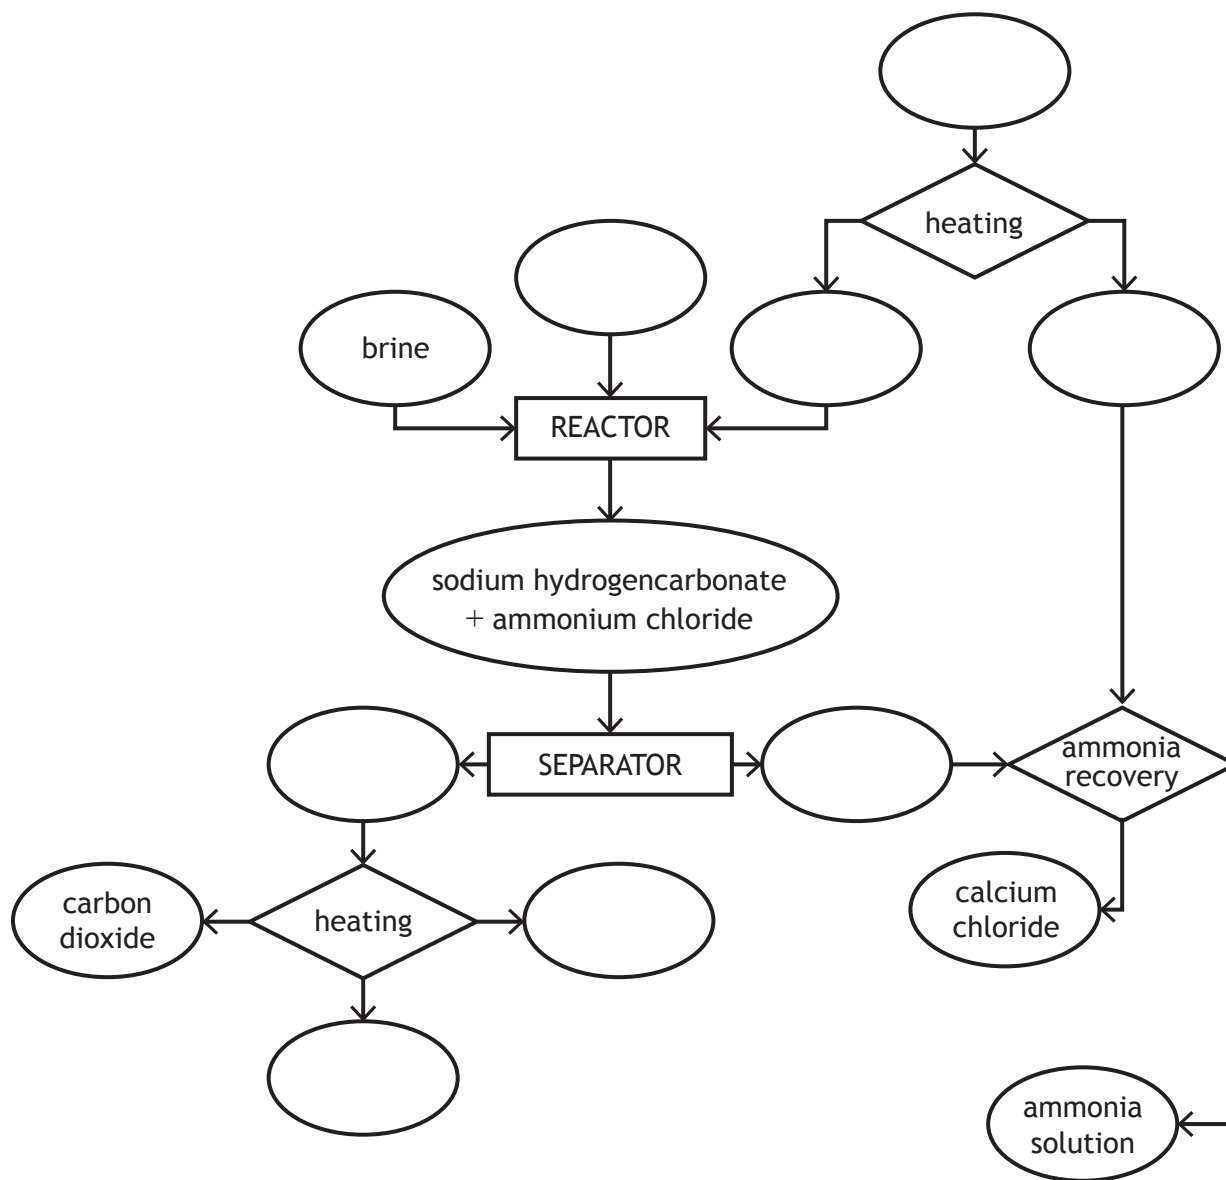 heating
brine
REACTOR
sodium hydrogencarbonate
+ ammonium chloride
SEPARATOR
ammonia
recovery
carbon
dioxide
heating
calcium
chloride
ammonia
solution